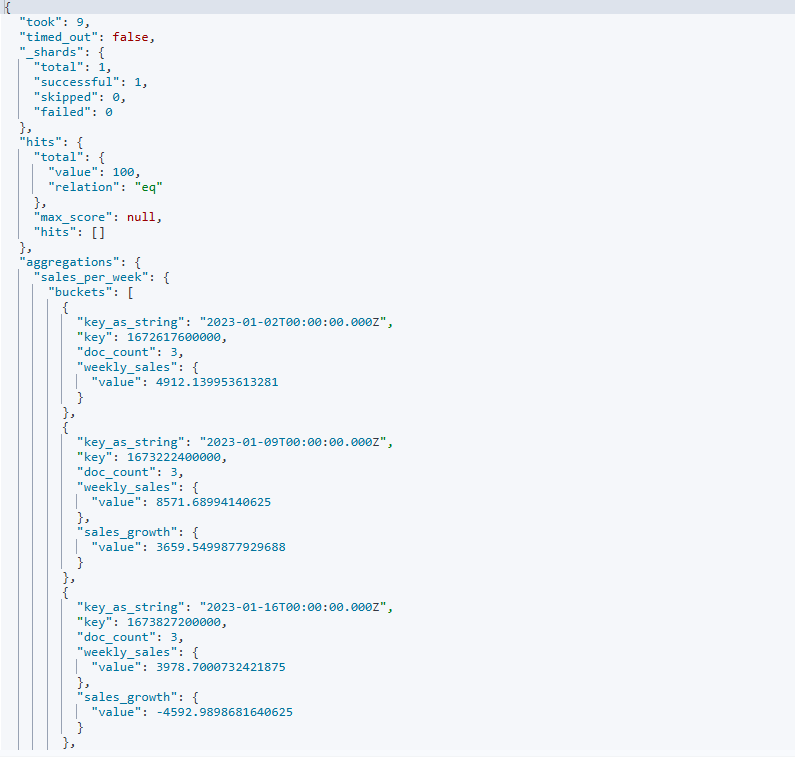 {
"took": 9,
"timed_out": false,
"_shards": {
"total": 1,
"successful": 1,
"skipped": 0,
"failed": 0
},
"hits": {
"total": {
"value": 100,
"relation": "eq"
},
"max_score": null,
"hits": []
},
"aggregations": {
"sales_per_week": {
"buckets": [
{
"key_as_string": "2023-01-02T00:00:00.000Z",
"key": 1672617600000,
"doc_count": 3,
"weekly_sales": {
"value": 4912.139953613281
}
},
{
"key_as_string": "2023-01-09T00:00:00.000Z",
"key": 1673222400000,
"doc_count": 3,
"weekly_sales": {
"value": 8571.68994140625
},
"sales_growth": {
"value": 3659.5499877929688
}
},
{
"key_as_string": "2023-01-16T00:00:00.000Z",
"key": 1673827200000,
"doc_count": 3,
"weekly_sales": {
"value": 3978.7000732421875
},
"sales_growth": {
"value": -4592.9898681640625
}
},